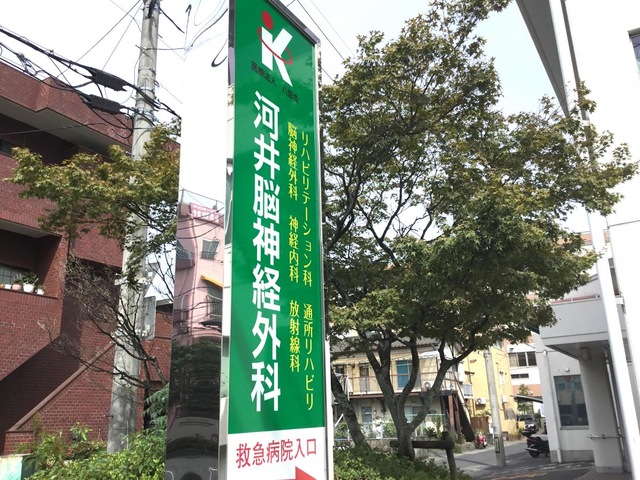 K
医療法人 八聖会
河井脳神経外科
リハビリテーション科 通所リハビリ
脳神経外科 神経内科 放射線科
救急病院入口